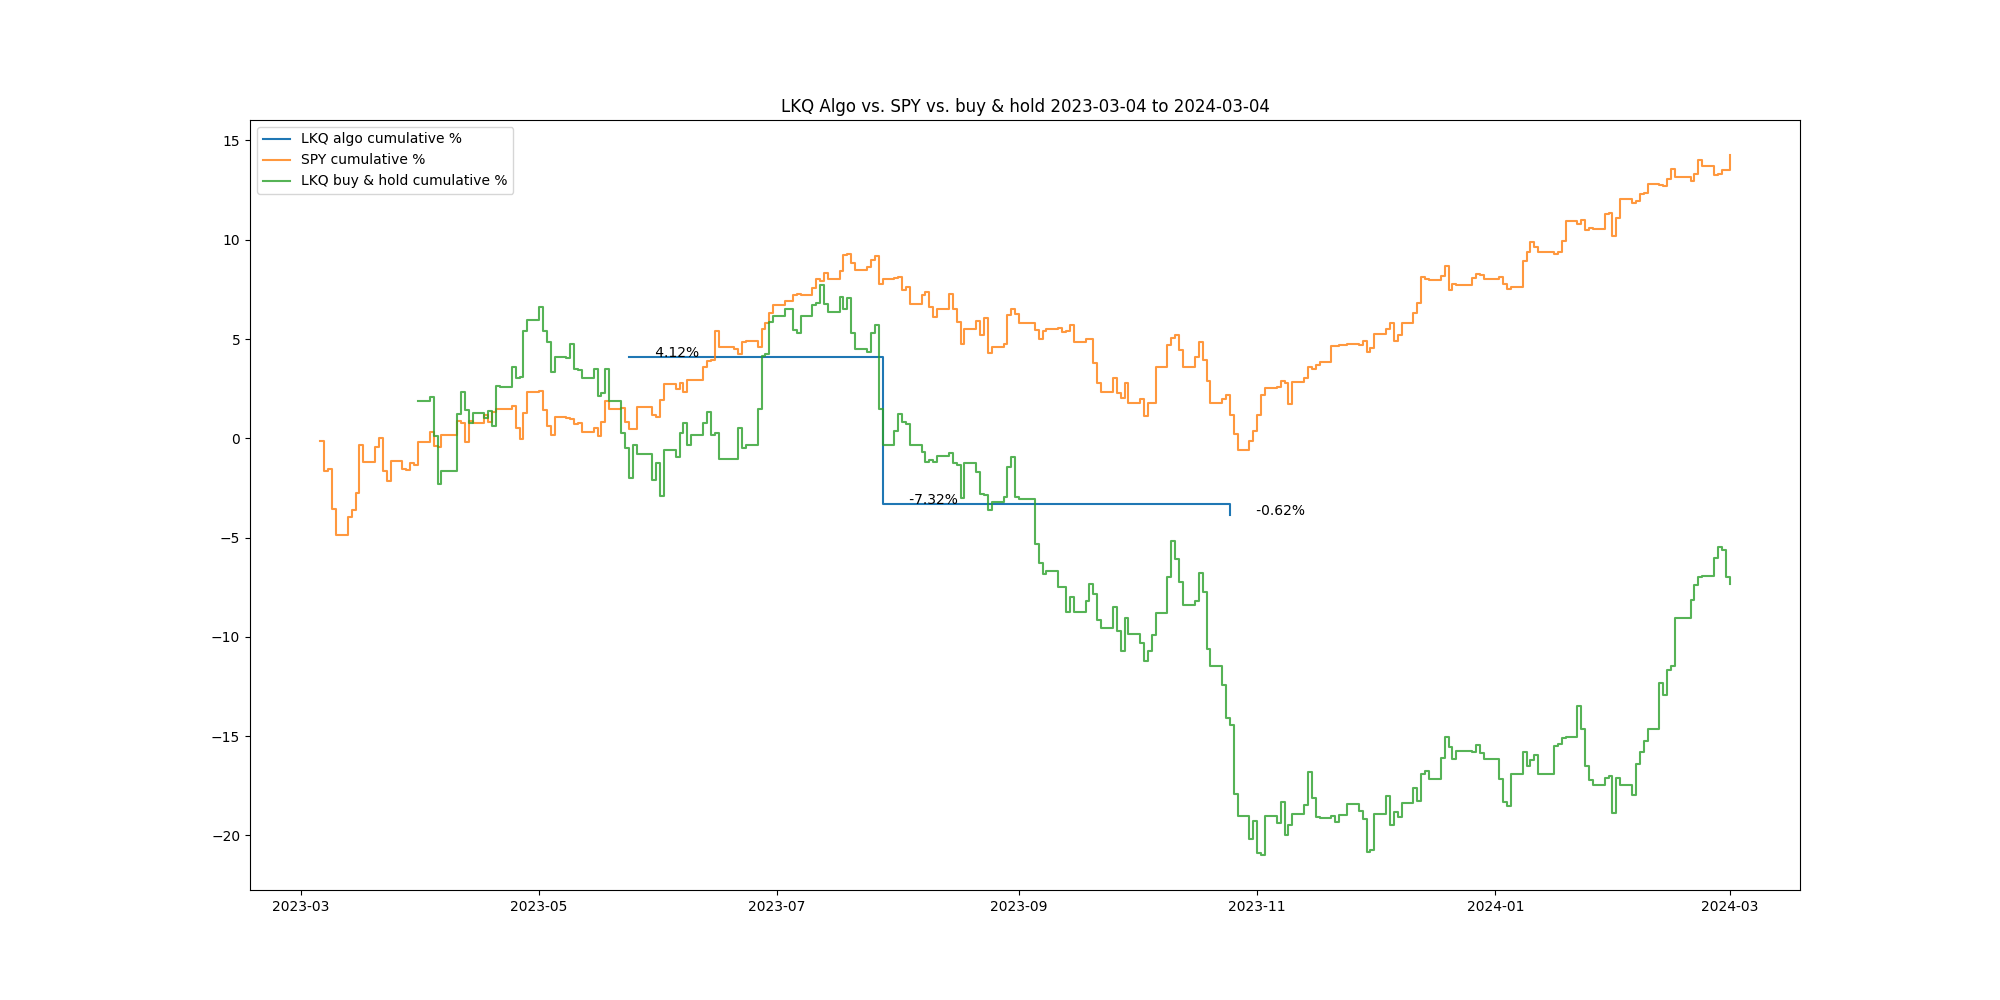 LKQ Algo vs. SPY vs. buy & hold 2023-03-04 to 2024-03-04
LKQ algo cumulative %
SPY cumulative %
LKQ buy & hold cumulative %
15
10
5
0
−5
−10
−15
−20
4.12%
-7.32%
-0.62%
2023-03 2023-05 2023-07 2023-09 2023-11 2024-01 2024-03